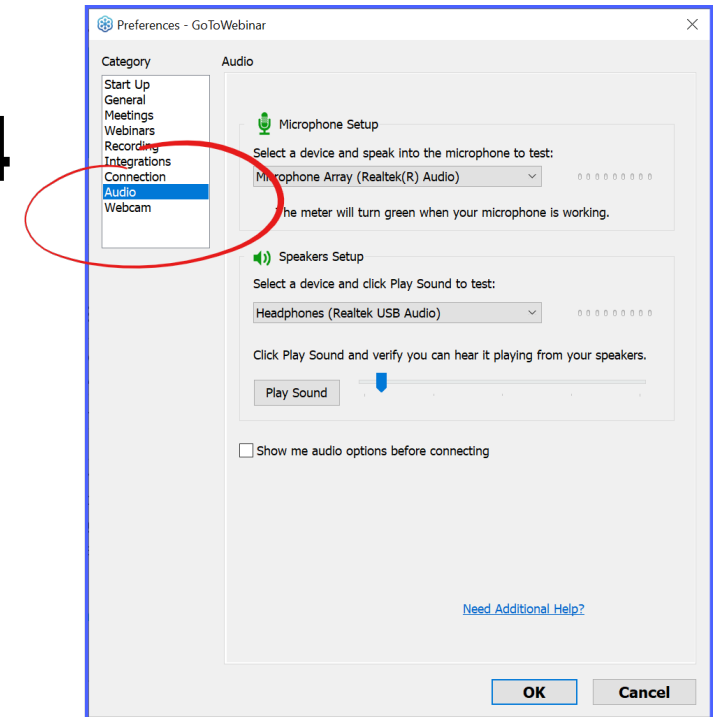 Preferences - GoToWebinar
4
Category
Audio
Start Up
General
Meetings
Webinars
Recording
Integrations
Connection
Audio
Webcam
Microphone Setup
Select a device and speak into the microphone to test:
Microphone Array (Realtek(R) Audio)
The meter will turn green when your microphone is working.
Speakers Setup
Select a device and click Play Sound to test:
Headphones (Realtek USB Audio)
Click Play Sound and verify you can hear it playing from your speakers.
Play Sound
Show me audio options before connecting
Need Additional Help?
OK
Cancel